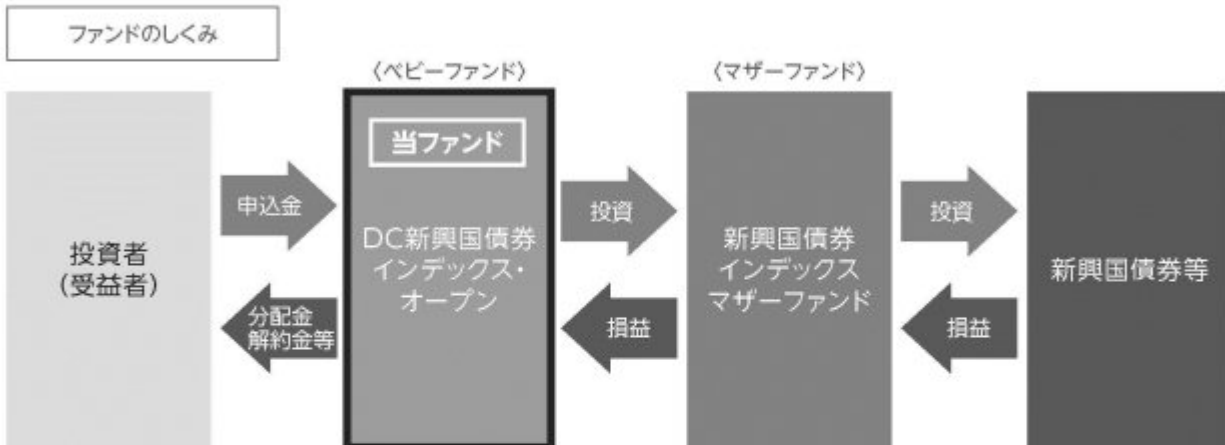 ファンドのしくみ
〈ベビーファンド〉
〈マザーファンド〉
投資者
（受益者）
申込金
分配金
解約金等
当ファンド
DC新興国債券
インデックス・
オープン
投資
損益
新興国債券
インデックス
マザーファンド
投資
損益
新興国債券等